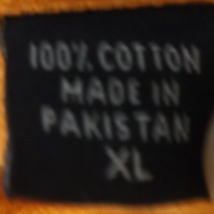 100% COTTON
MADE IN
PAKISTAN
XL